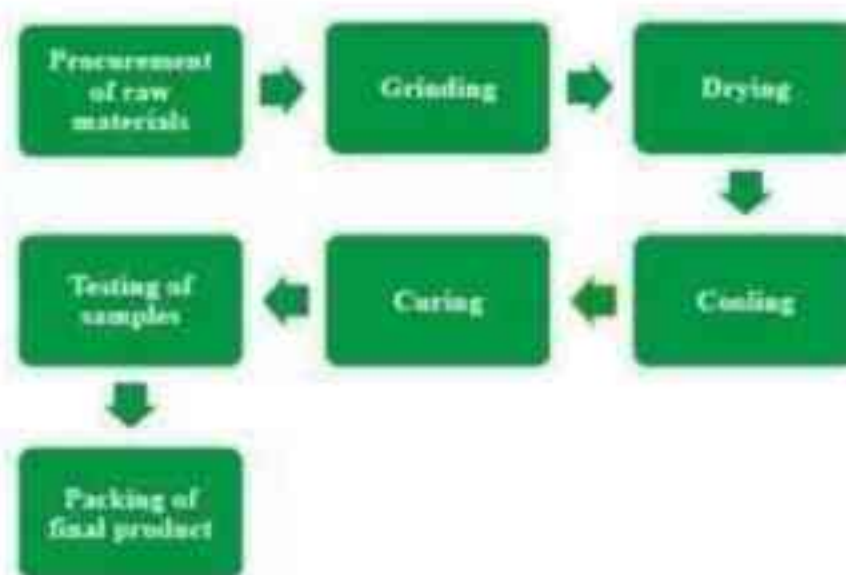 Procurement
of raw
materials
Grinding
Drying
Cooling
Curing
Testing of
samples
Packing of
final product